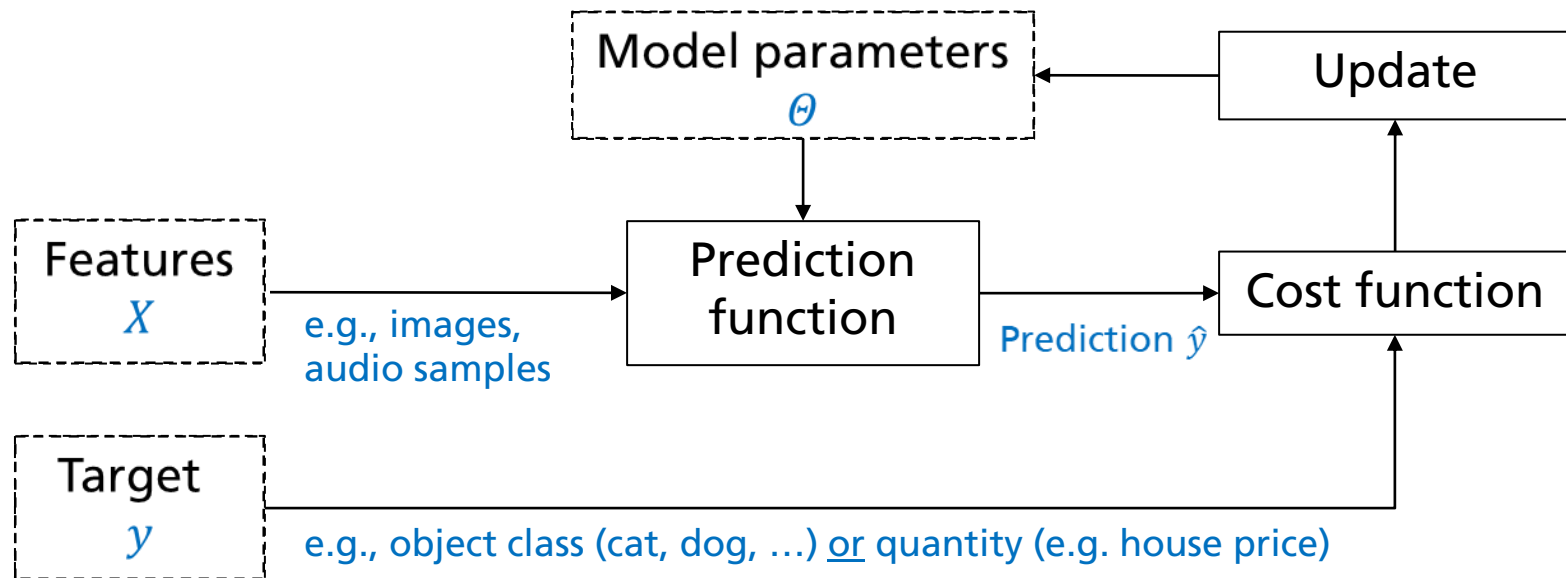 Model parameters
Θ
Update
Features
X
e.g., images,
audio samples
Prediction
function
Prediction ŷ
Cost function
Target
y
e.g., object class (cat, dog, …) or quantity (e.g. house price)